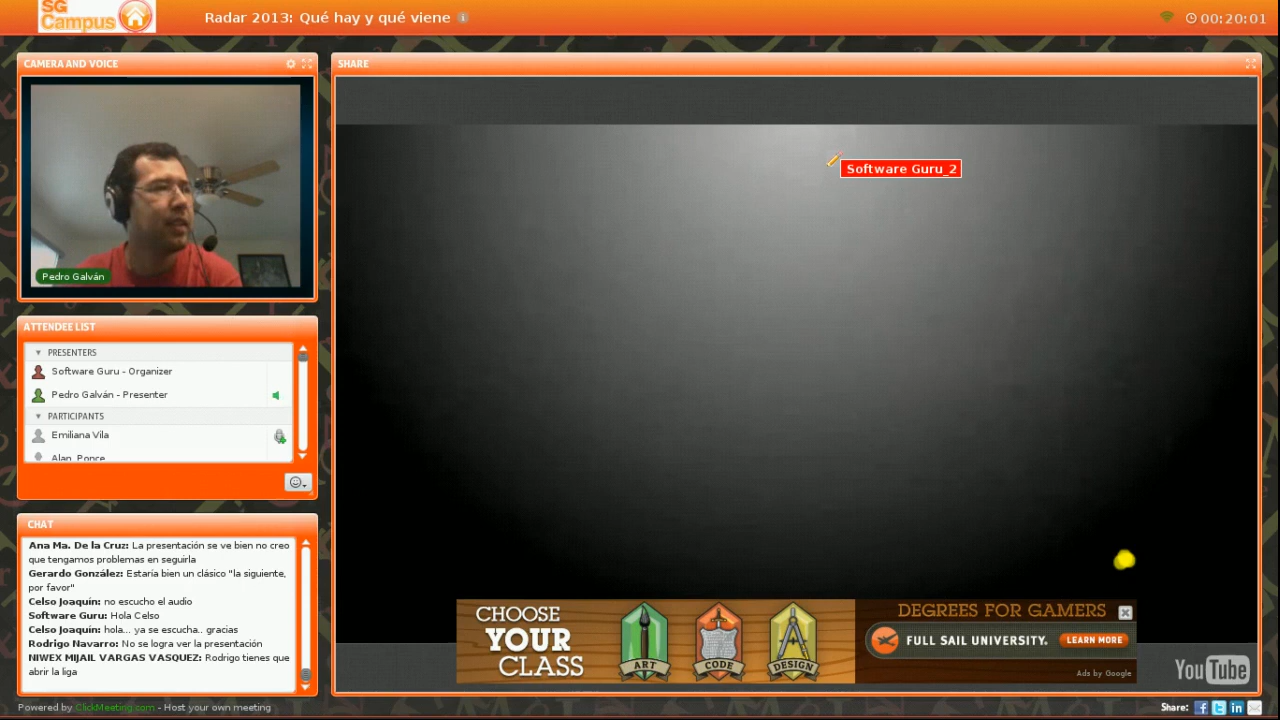 SG
Campus
Radar 2013: Qué hay y qué viene
00:20:01
CAMERA AND VOICE
SHARE
Software Guru_2
Pedro Galván
ATTENDEE LIST
PRESENTERS
Software Guru - Organizer
Pedro Galván - Presenter
PARTICIPANTS
Emiliana Vila
Alan Ponce
CHAT
Ana Ma. De la Cruz: La presentación se ve bien no creo
que tengamos problemas en seguirla
Gerardo González: Estaría bien un clásico "la siguiente,
por favor"
Celso Joaquin: no escucho el audio
Software Guru: Hola Celso
Celso Joaquin: hola... ya se escucha.. gracias
Rodrigo Navarro: No se logra ver la presentación
NIWEX MIJAIL VARGAS VASQUEZ: Rodrigo tienes que
abrir la liga
CHOOSE
YOUR
CLASS
ART
CODE
DESIGN
DEGREES FOR GAMERS
FULL SAIL UNIVERSITY.
LEARN MORE
Ads by Google
YouTube
Powered by ClickMeeting.com - Host your own meeting
Share: